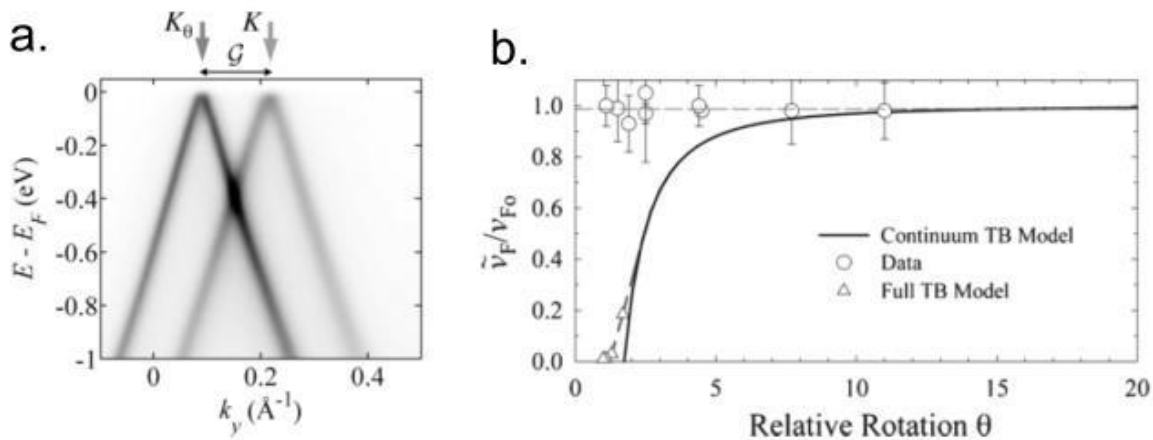 a.
K_θ K
𝒢
0
-0.2
-0.4
-0.6
-0.8
-1
E - E_F (eV)
0 0.2 0.4
k_y (Å⁻¹)
b.
1.0
0.8
0.6
0.4
0.2
0.0
ṽ_F/v_Fo
Continuum TB Model
Data
Full TB Model
0 5 10 15 20
Relative Rotation θ